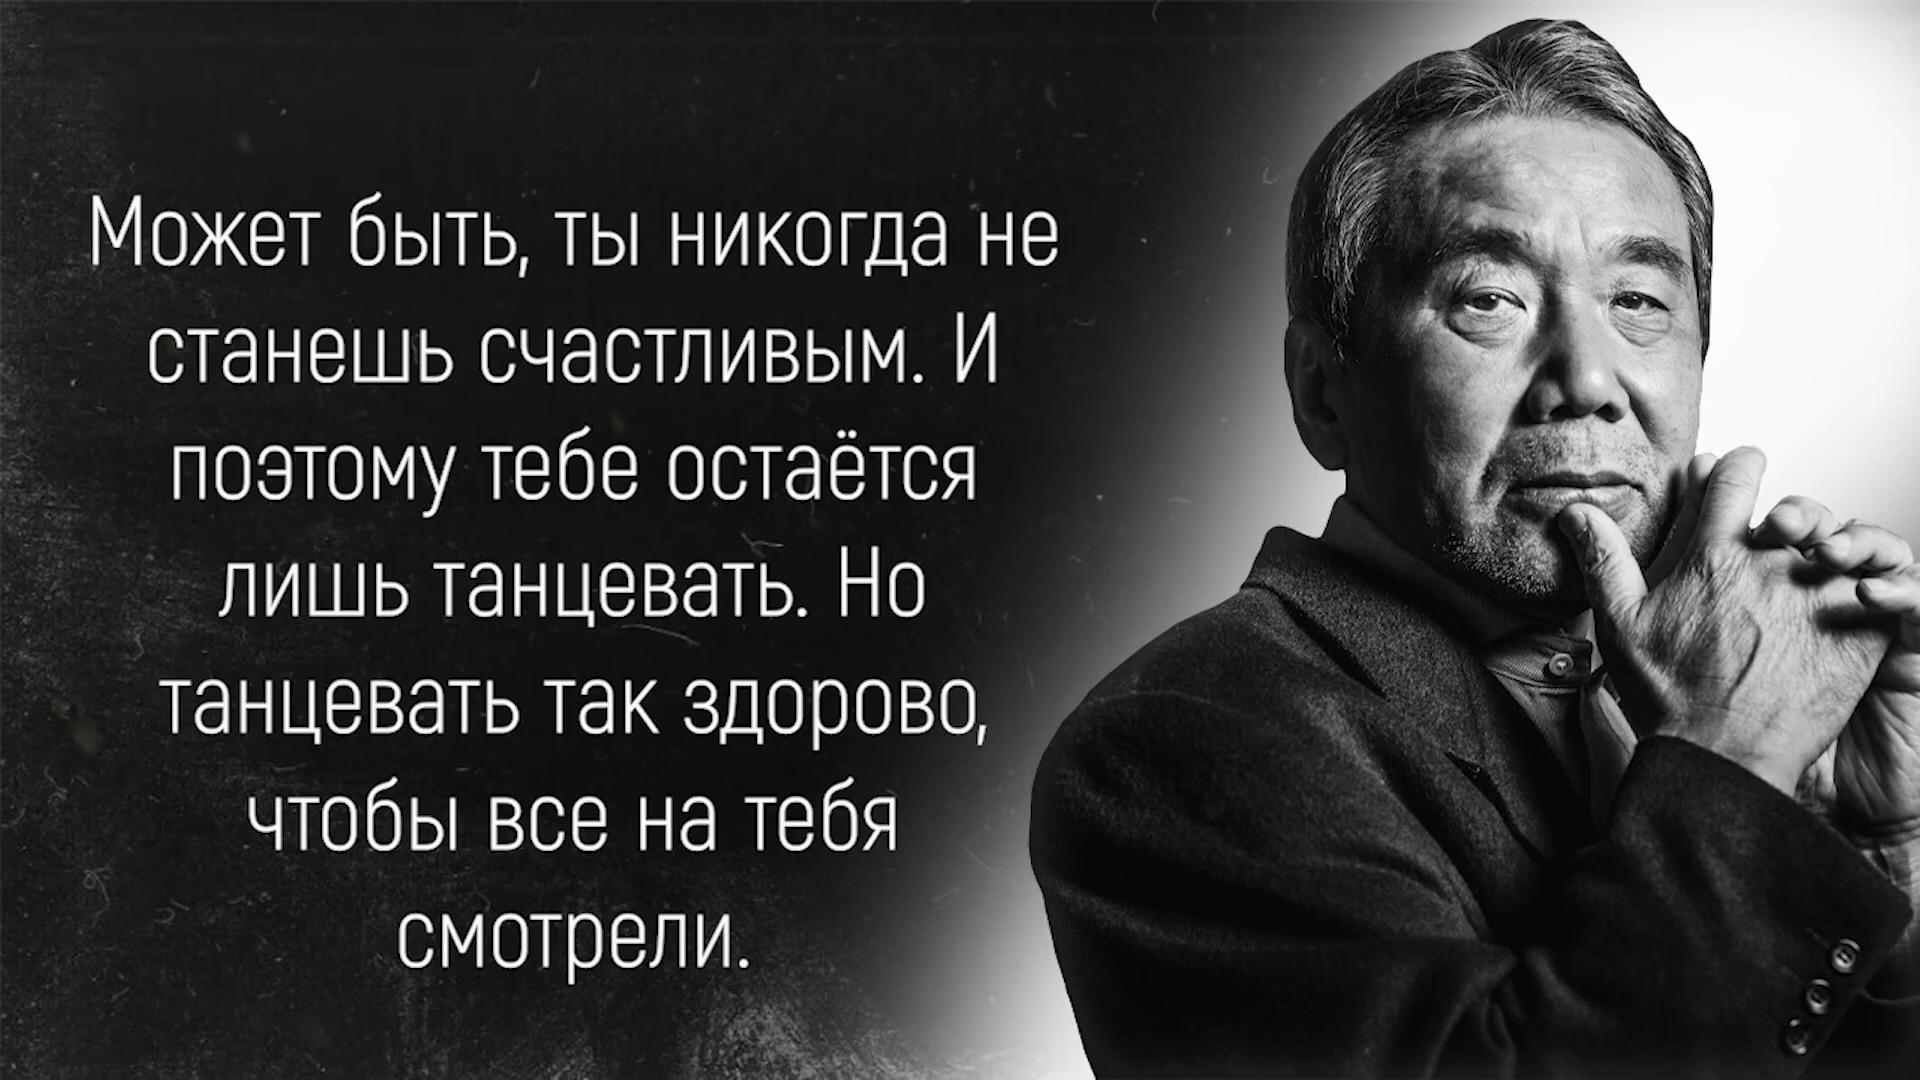 Может быть, ты никогда не
станешь счастливым. И
поэтому тебе остаётся
лишь танцевать. Но
танцевать так здорово,
чтобы все на тебя
смотрели.